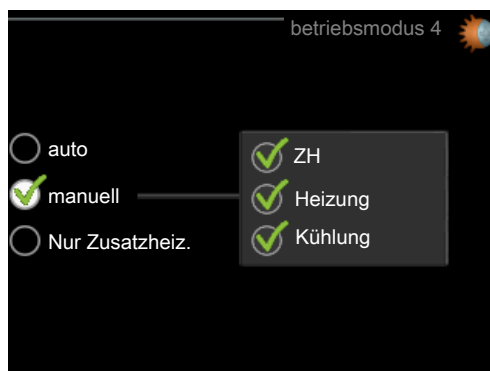 betriebsmodus 4
auto
manuell
Nur Zusatzheiz.
ZH
Heizung
Kühlung